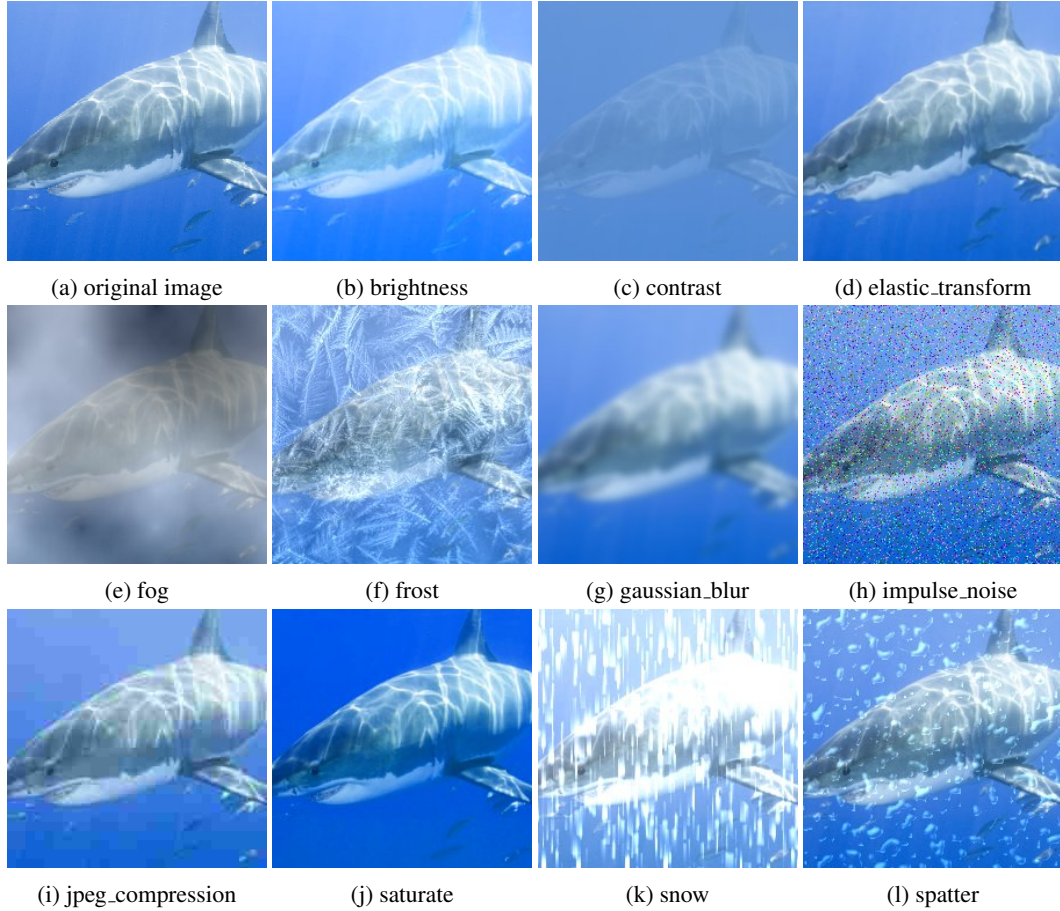 (a) original image
(b) brightness
(c) contrast
(d) elastic_transform
(e) fog
(f) frost
(g) gaussian_blur
(h) impulse_noise
(i) jpeg_compression
(j) saturate
(k) snow
(l) spatter